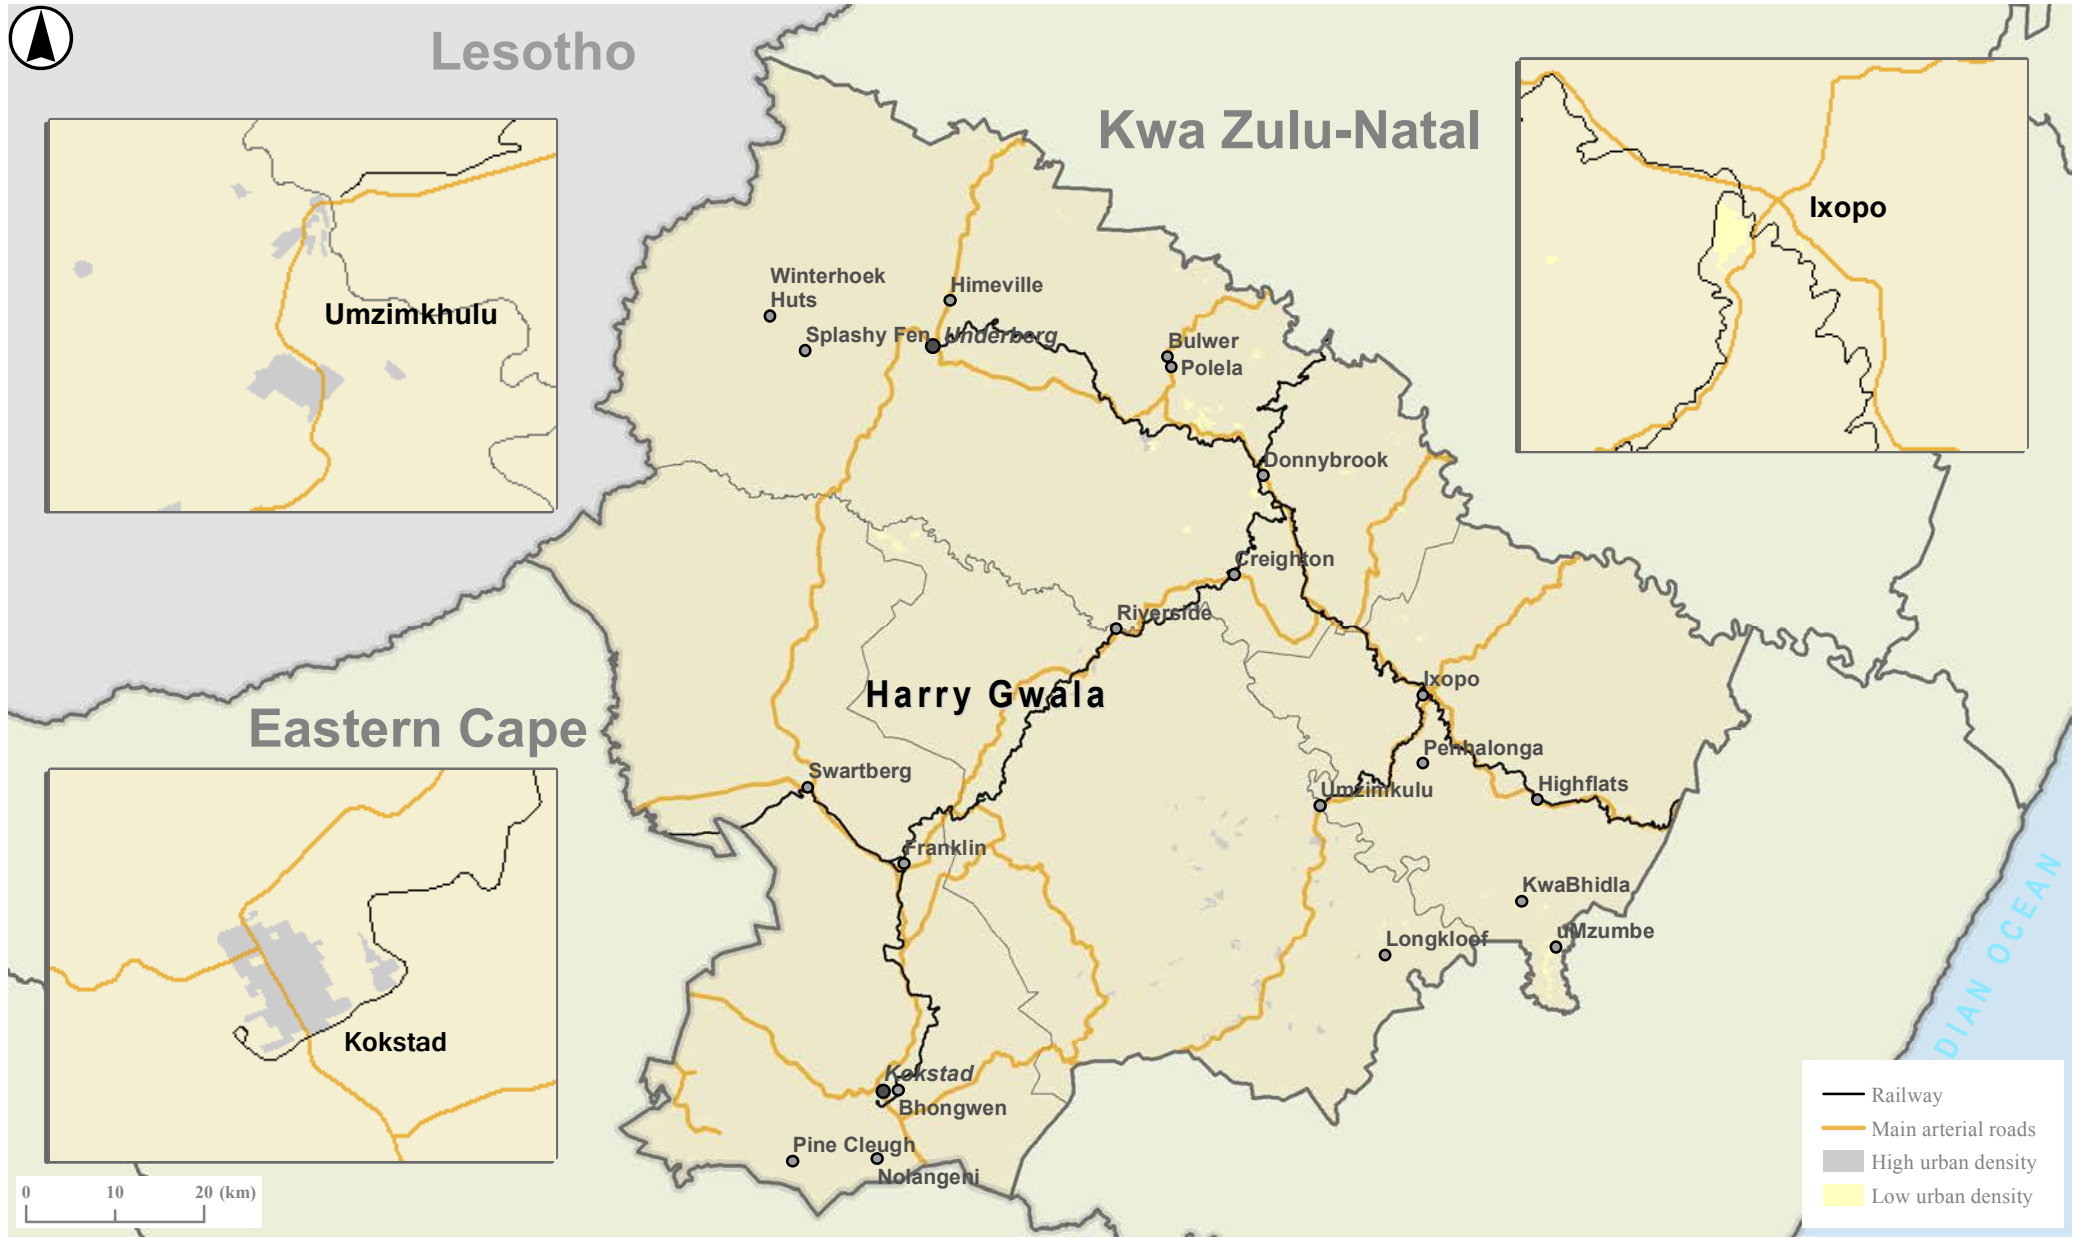 Lesotho
Kwa Zulu-Natal
Ixopo
Umzimkhulu
Winterhoek
Huts
Himeville
Splashy Fen
Underberg
Bulwer
Polela
Donnybrook
Creighton
Riverside
Harry Gwala
Ixopo
Eastern Cape
Penhalonga
Swartberg
Highflats
Umzimkulu
Franklin
KwaBhidla
uMzumbe
Longkloof
DIAN OCEAN
Kokstad
Kokstad
Bhongwen
Pine Cleugh
Nolangeni
Railway
Main arterial roads
High urban density
Low urban density
0 10 20 (km)